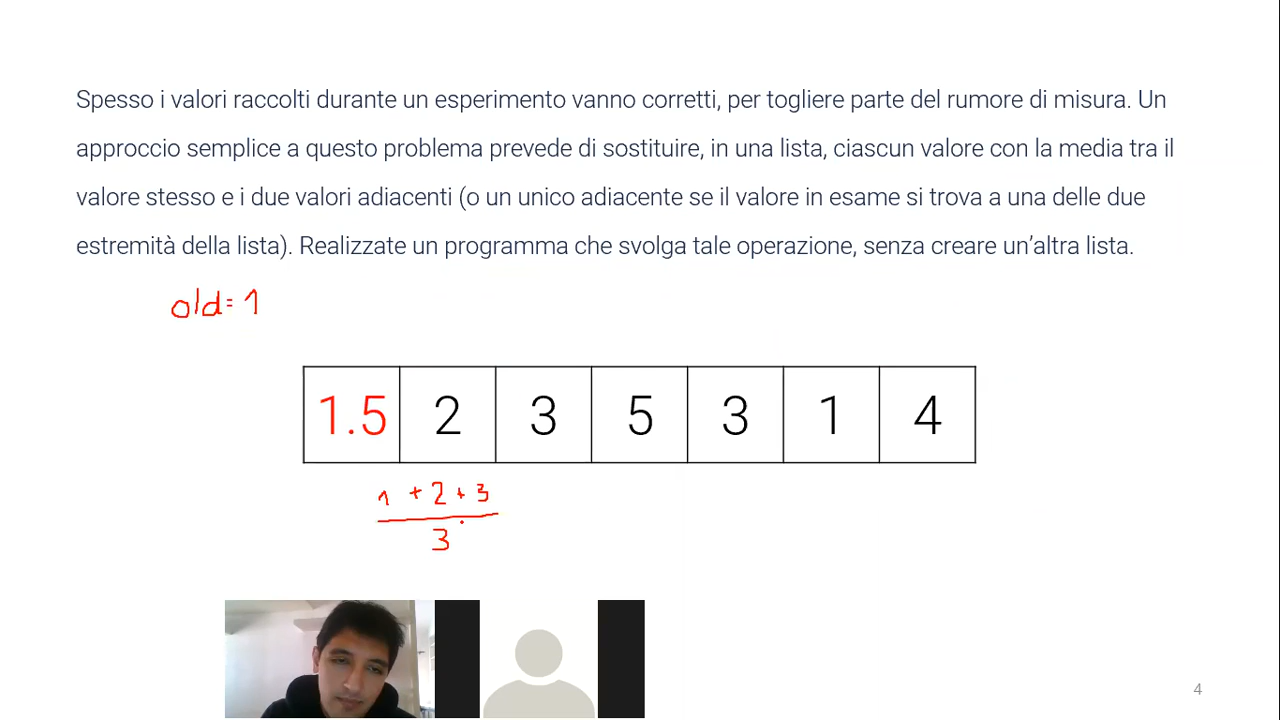 Spesso i valori raccolti durante un esperimento vanno corretti, per togliere parte del rumore di misura. Un
approccio semplice a questo problema prevede di sostituire, in una lista, ciascun valore con la media tra il
valore stesso e i due valori adiacenti (o un unico adiacente se il valore in esame si trova a una delle due
estremità della lista). Realizzate un programma che svolga tale operazione, senza creare un’altra lista.
old=1
1.5 2 3 5 3 1 4
1 + 2 + 3
3
4